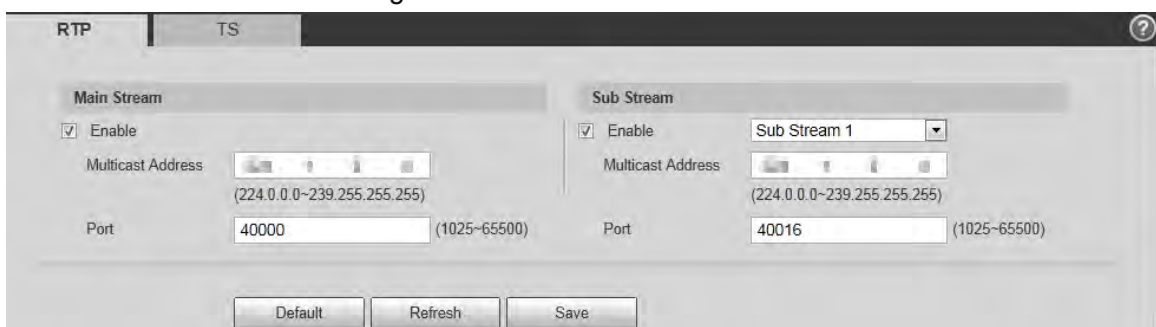 RTP TS ?
Main Stream Sub Stream
Enable Enable Sub Stream 1
Multicast Address Multicast Address
(224.0.0.0~239.255.255.255) (224.0.0.0~239.255.255.255)
Port 40000 (1025~65500) Port 40016 (1025~65500)
Default Refresh Save